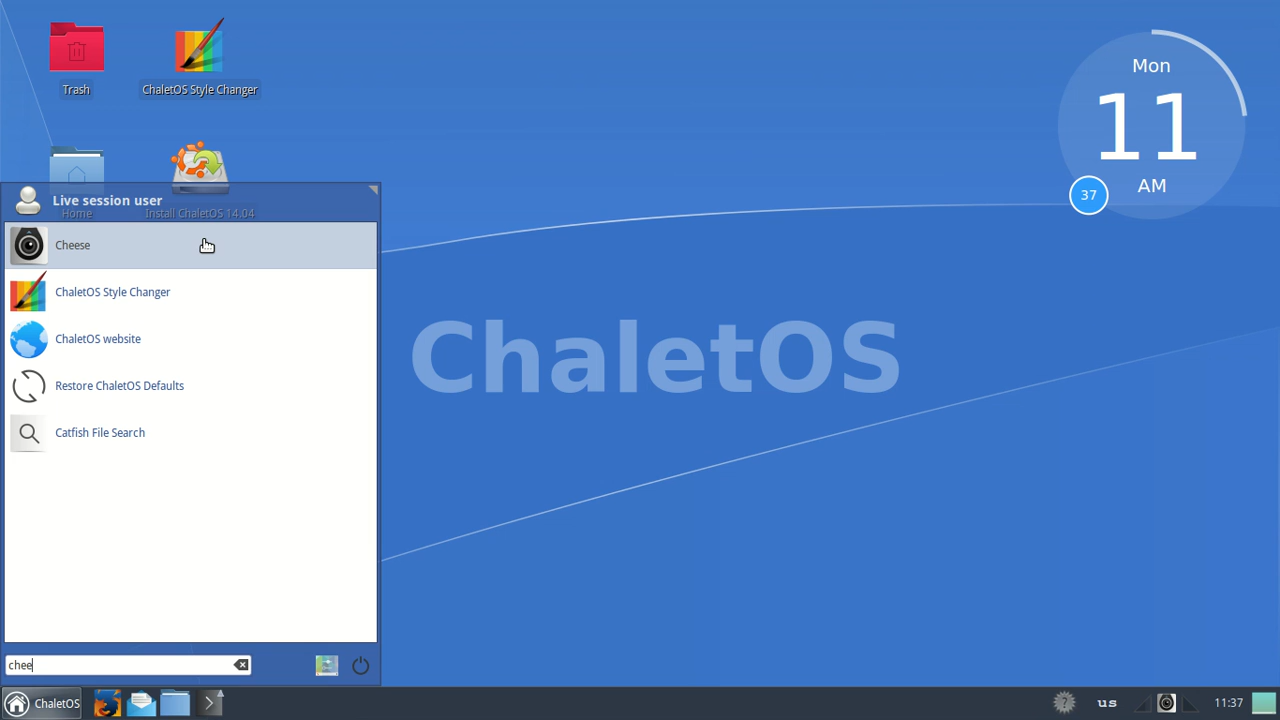 Trash
ChaletOS Style Changer
Home
Install ChaletOS 14.04
Live session user
Cheese
ChaletOS Style Changer
ChaletOS website
Restore ChaletOS Defaults
Catfish File Search
chee
ChaletOS
Mon
11
AM
37
ChaletOS
us
11:37